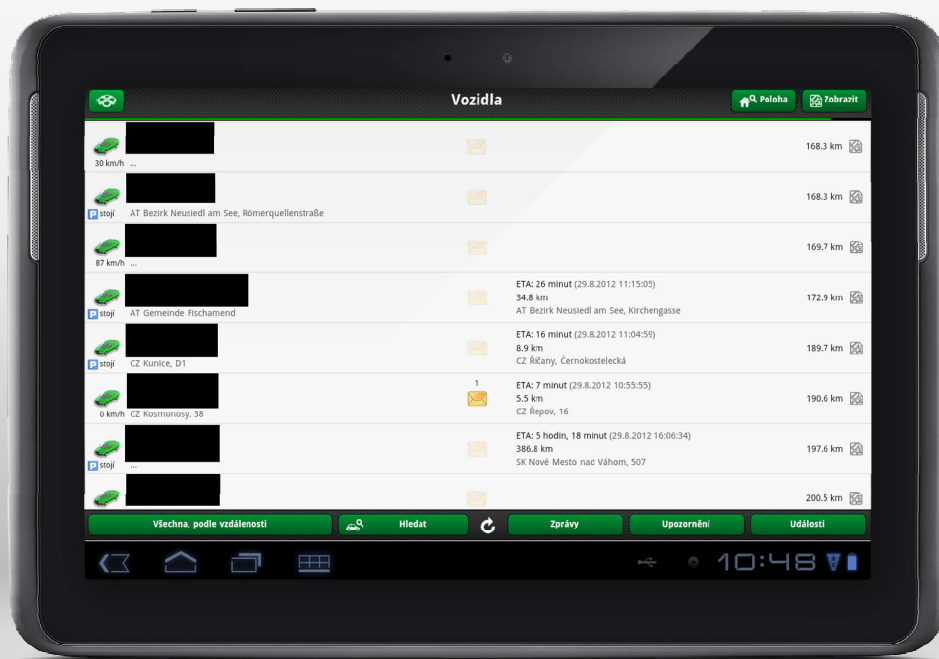 Vozidla
Poloha
Zobrazit
30 km/h ...
168.3 km
P stojí AT Bezirk Neusiedl am See, Römerquellenstraße
168.3 km
87 km/h ...
169.7 km
P stojí AT Gemeinde Fischamend
ETA: 26 minut (29.8.2012 11:15:05)
34.8 km
AT Bezirk Neusiedl am See, Kirchengasse
172.9 km
P stojí CZ Kunice, D1
ETA: 16 minut (29.8.2012 11:04:59)
8.9 km
CZ Říčany, Černokostelecká
189.7 km
0 km/h CZ Kosmonosy, 38
1
ETA: 7 minut (29.8.2012 10:55:55)
5.5 km
CZ Řepov, 16
190.6 km
P stojí ...
ETA: 5 hodin, 18 minut (29.8.2012 16:06:34)
386.8 km
SK Nové Mesto nad Váhom, 507
197.6 km
200.5 km
Všechna, podle vzdálenosti
Hledat
Zprávy
Upozornění
Události
10:48